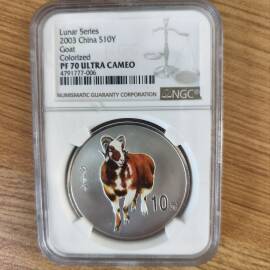 Lunar Series
2003 China S10Y
Goat
Colorized
PF 70 ULTRA CAMEO
4791777-006
NUMISMATIC GUARANTY CORPORATION
NGC
10元